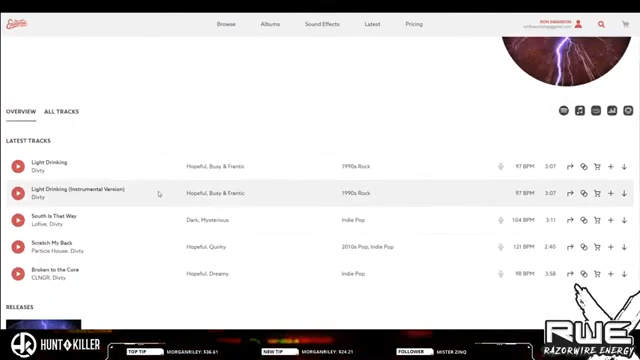 Epidemic
Browse
Albums
Sound Effects
Latest
Pricing
RON SWANSON
OVERVIEW
ALL TRACKS
LATEST TRACKS
Light Drinking
Divty
Hopeful, Busy & Frantic
1990s Rock
97 BPM
3:07
Light Drinking (Instrumental Version)
Divty
Hopeful, Busy & Frantic
1990s Rock
97 BPM
3:07
South Is That Way
Loflive, Divty
Dark, Mysterious
Indie Pop
104 BPM
3:11
Scratch My Back
Particle House, Divty
Hopeful, Quirky
2010s Pop, Indie Pop
121 BPM
2:40
Broken to the Core
CLNGR, Divty
Hopeful, Dreamy
Indie Pop
98 BPM
3:58
RELEASES
RWE
RAZORWIRE ENERGY
HUNT KILLER
TOP TIP
MORGANRILEY: $36.61
NEW TIP
MORGANRILEY: $24.21
FOLLOWER
MISTER ZINQ